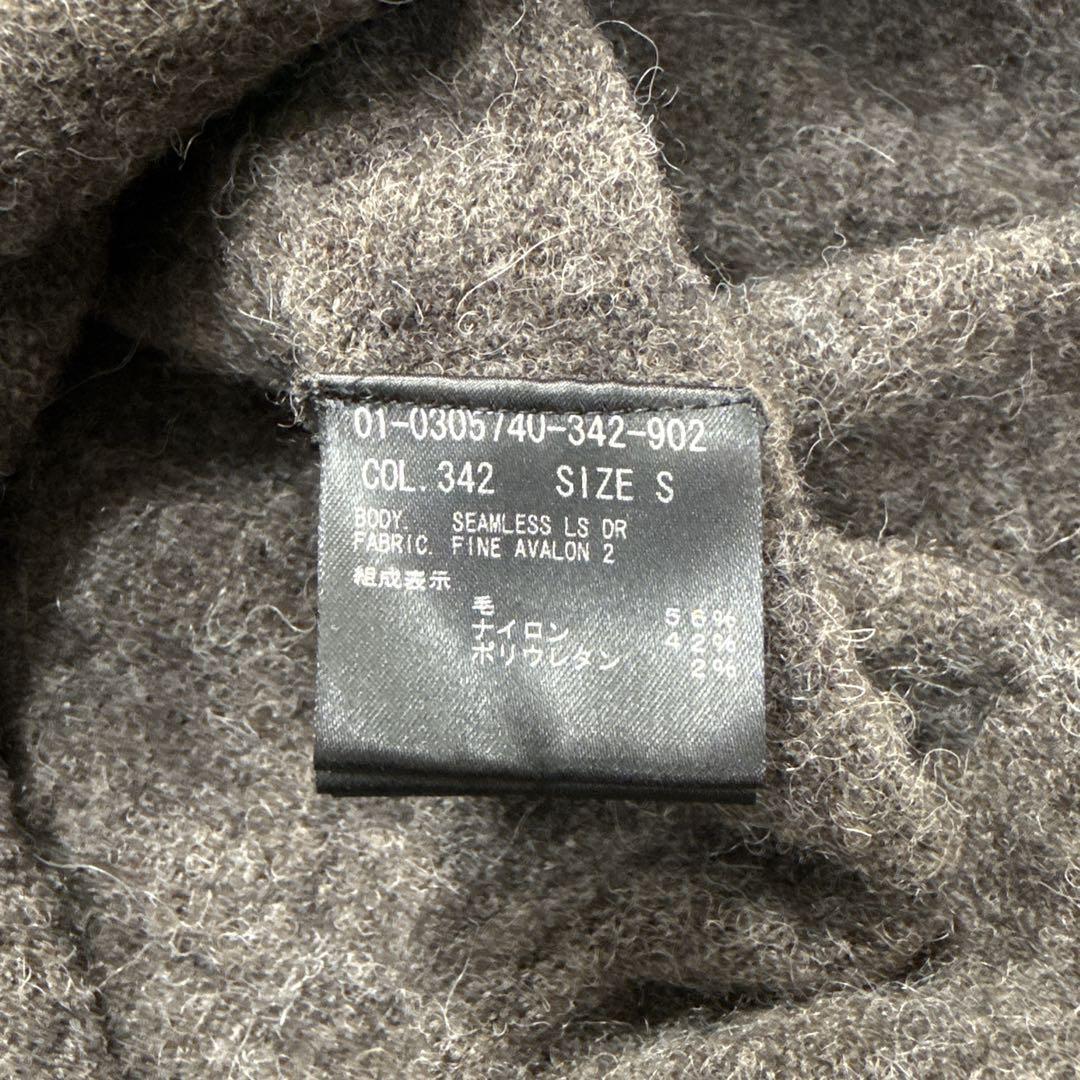 01-0305740-342-902
COL.342 SIZE S
BODY. SEAMLESS LS DR
FABRIC. FINE AVALON 2
組成表示
毛 56%
ナイロン 42%
ポリウレタン 2%